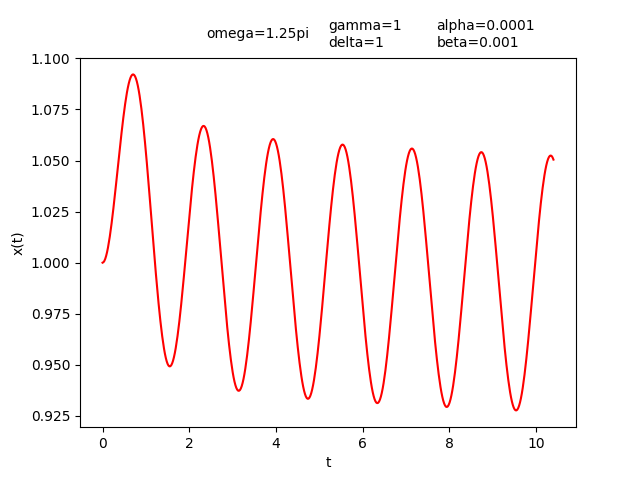 omega=1.25pi
gamma=1
delta=1
alpha=0.0001
beta=0.001
1.100
1.075
1.050
1.025
1.000
0.975
0.950
0.925
x(t)
0 2 4 6 8 10
t